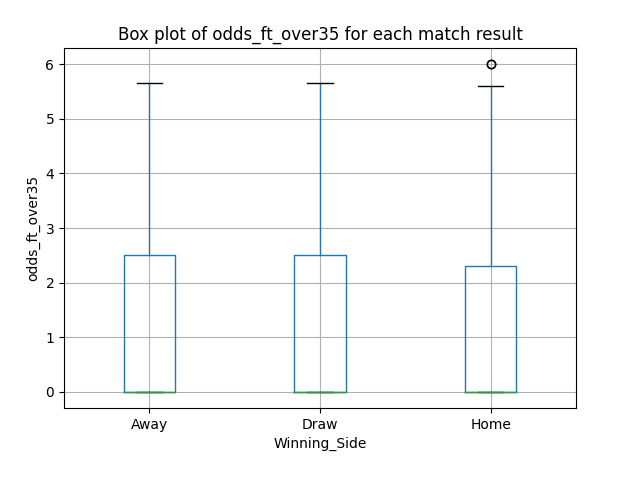 Box plot of odds_ft_over35 for each match result
odds_ft_over35
6
5
4
3
2
1
0
Away Draw Home
Winning_Side